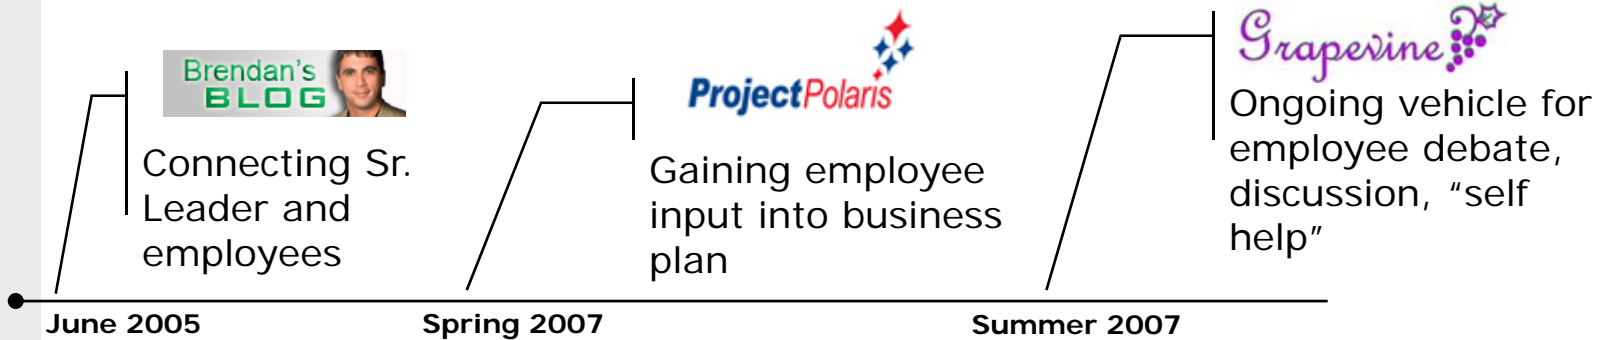 Brendan's
BLOG
Connecting Sr.
Leader and
employees
June 2005
ProjectPolaris
Gaining employee
input into business
plan
Spring 2007
Grapevine
Ongoing vehicle for
employee debate,
discussion, “self
help”
Summer 2007